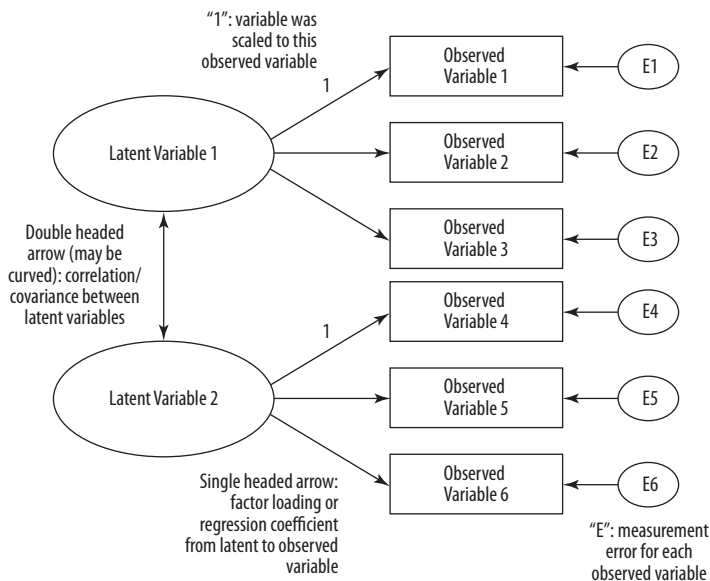 “1”: variable was
scaled to this
observed variable
1
Observed
Variable 1
E1
Latent Variable 1
Observed
Variable 2
E2
Observed
Variable 3
E3
Double headed
arrow (may be
curved): correlation/
covariance between
latent variables
1
Observed
Variable 4
E4
Latent Variable 2
Observed
Variable 5
E5
Observed
Variable 6
E6
Single headed arrow:
factor loading or
regression coefficient
from latent to observed
variable
“E”: measurement
error for each
observed variable